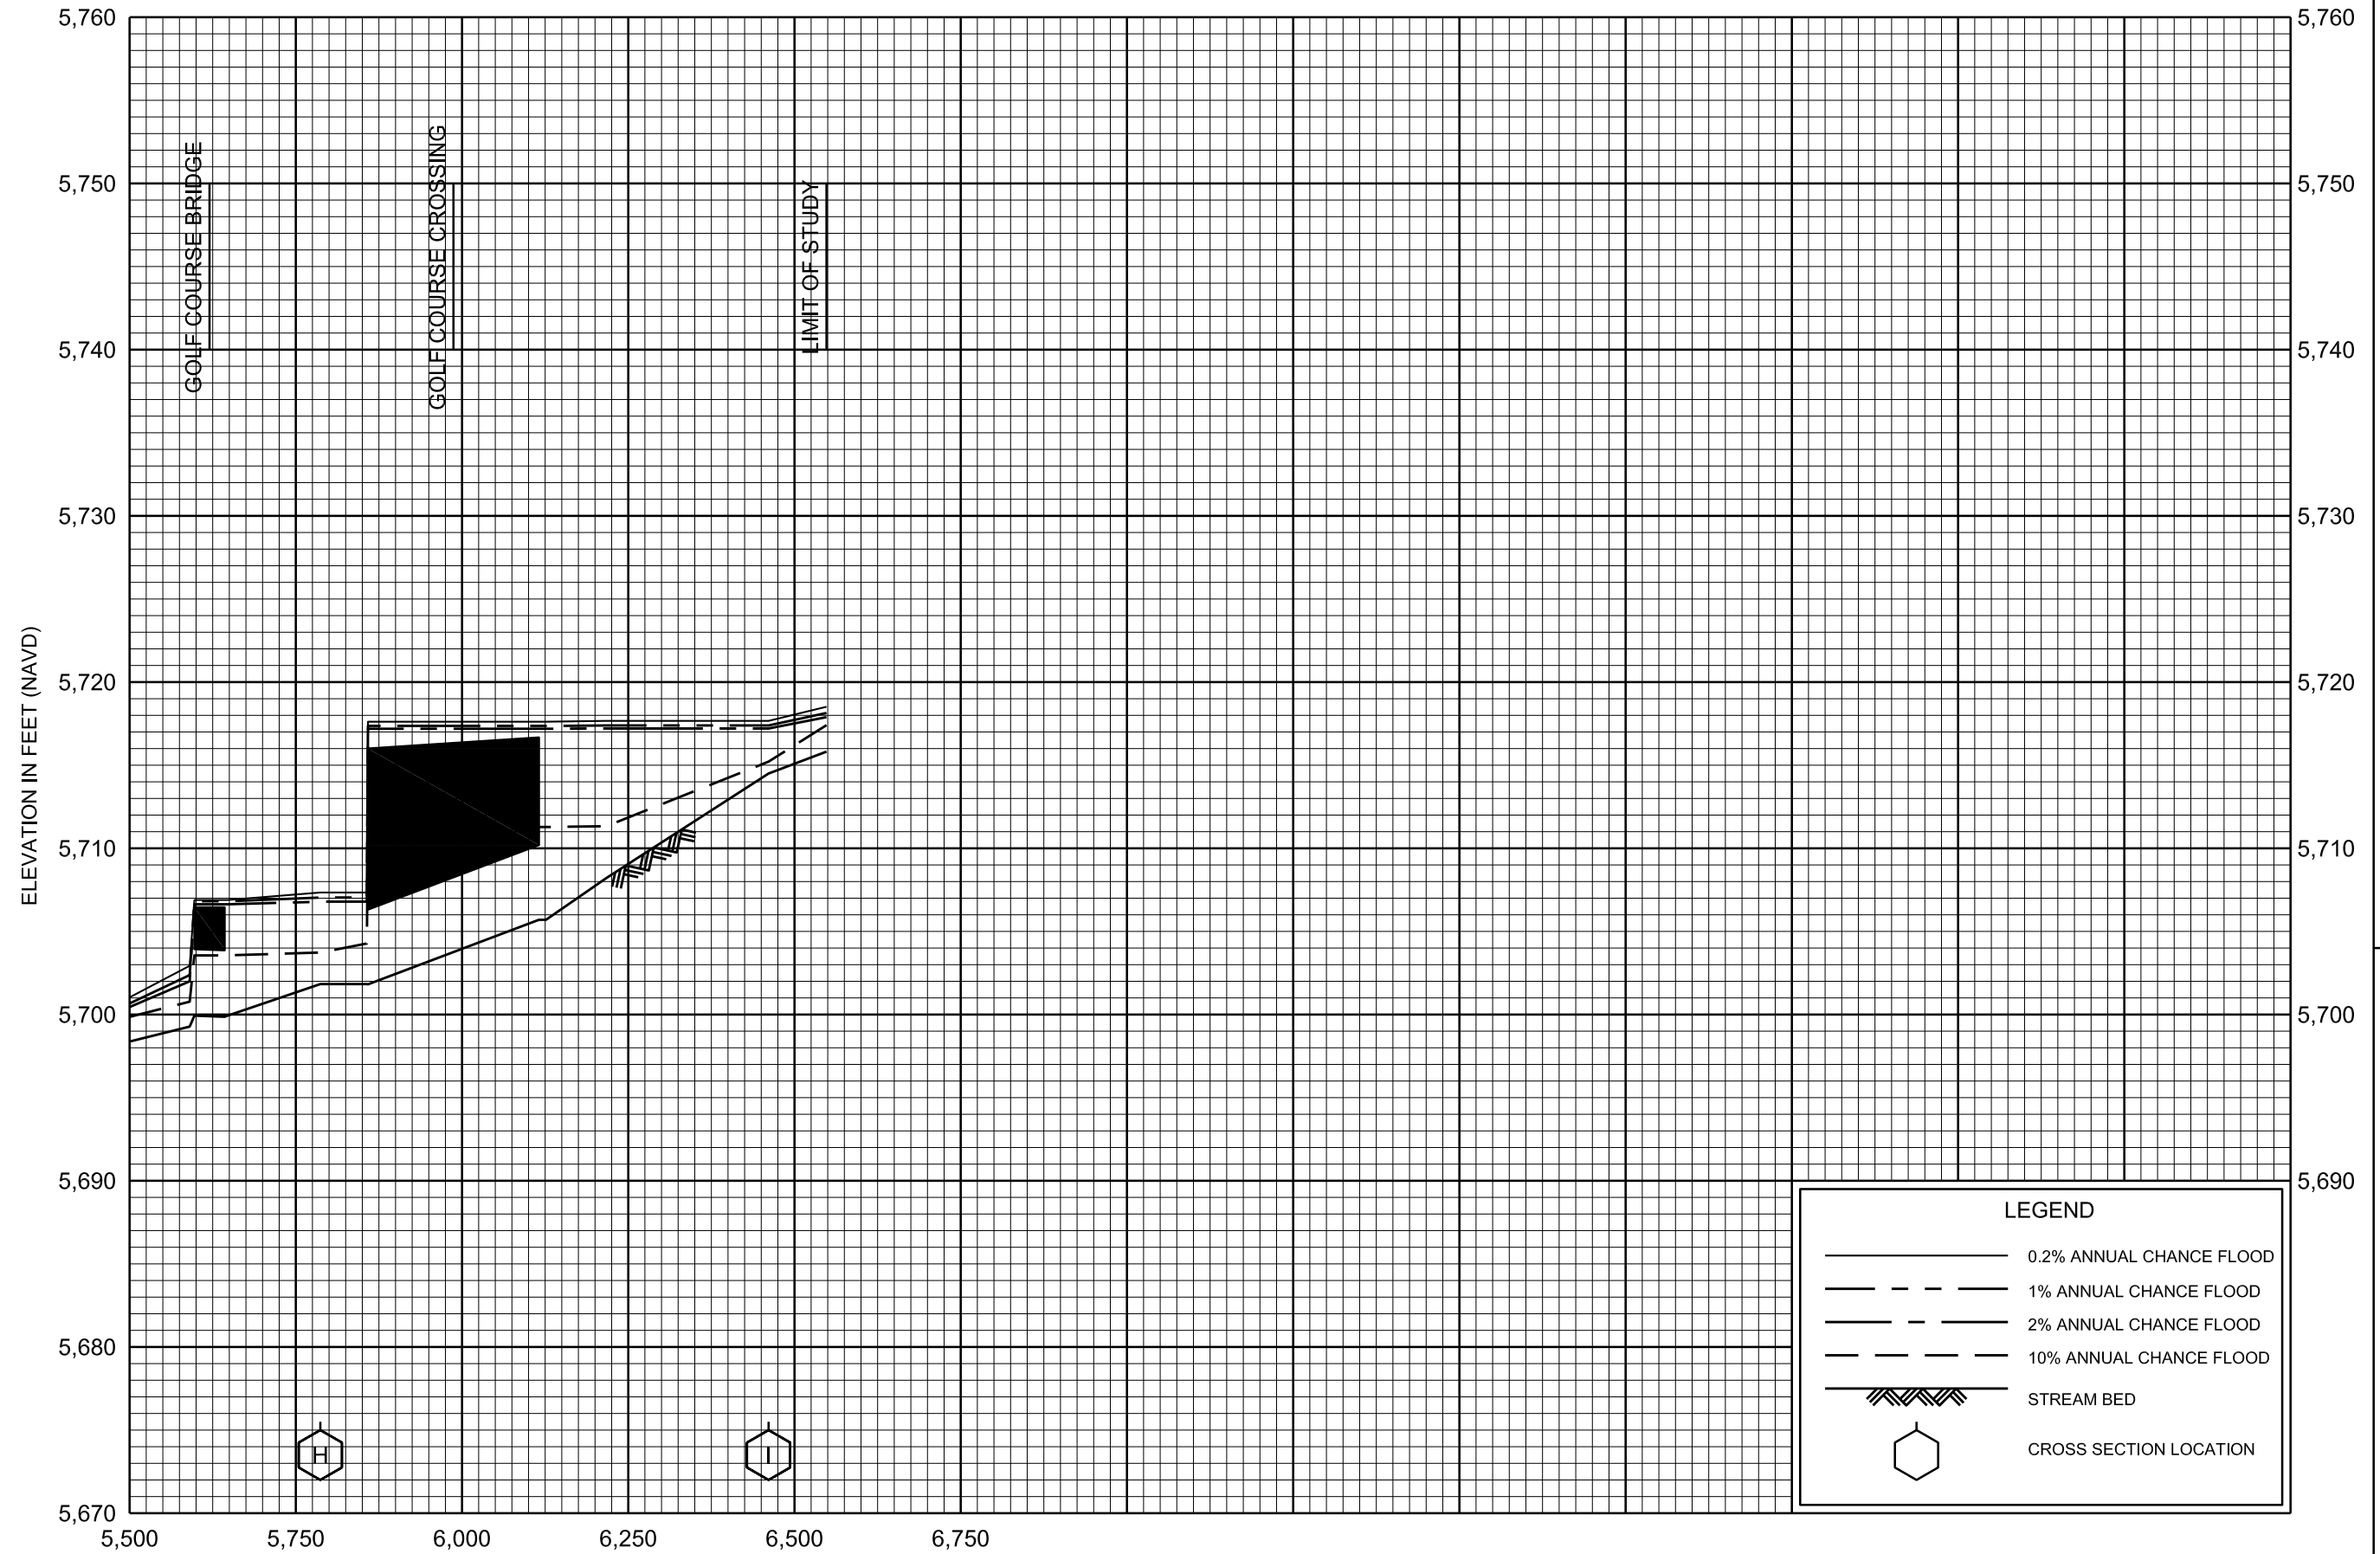 5,760
5,750
5,740
5,730
5,720
5,710
5,700
5,690
5,680
5,670
ELEVATION IN FEET (NAVD)
GOLF COURSE BRIDGE
GOLF COURSE CROSSING
LIMIT OF STUDY
5,760
5,750
5,740
5,730
5,720
5,710
5,700
5,690
H
I
5,500
5,750
6,000
6,250
6,500
6,750
LEGEND
0.2% ANNUAL CHANCE FLOOD
1% ANNUAL CHANCE FLOOD
2% ANNUAL CHANCE FLOOD
10% ANNUAL CHANCE FLOOD
STREAM BED
CROSS SECTION LOCATION